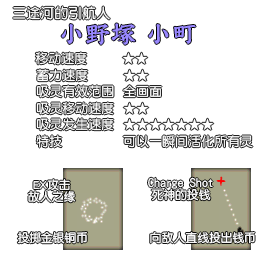 三途河的引航人
小野塚 小町
移动速度 ☆☆
蓄力速度 ☆☆
吸灵有效范围 全画面
吸灵移动速度 ☆☆
吸灵发生速度 ☆☆☆☆☆☆☆
特技 可以一瞬间活化所有灵
EX攻击
故人之缘
投掷金银铜币
Charge Shot
死神的投钱
向敌人直线投出钱币